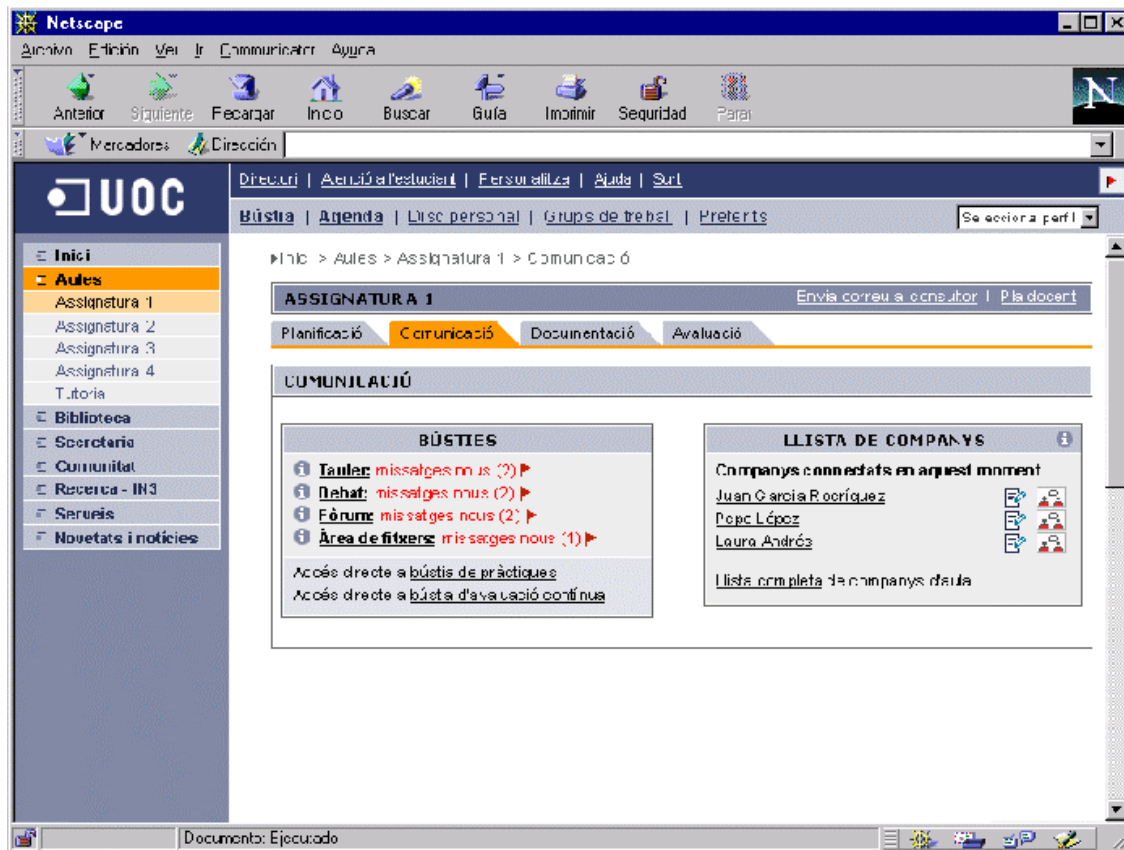 Netscape
Archivo Edición Ver Ir Communicator Ayuda
Anterior Siguiente Recargar Inicio Buscar Guía Imprimir Seguridad Parar
N
Marcadores Dirección
UOC
Directori | Atenció a l'estudiant | Personalitza | Ajuda | Surt
Bústia | Agenda | Disc personal | Grups de treball |
Selecciona perfil
Inici
Aules
Assignatura 1
Assignatura 2
Assignatura 3
Assignatura 4
Tutoria
Biblioteca
Secretaria
Comunitat
Recerca - IN3
Serveis
Novetats i notícies
Inici > Aules > Assignatura 1 > Comunicació
ASSIGNATURA 1
Envia correu a consultor | Pla docent
Planificació Comunicació Documentació Avaluació
COMUNICACIÓ
BÚSTIES
Tauler: missatges nous (2)
Debat: missatges nous (2)
Fòrum: missatges nous (2)
Àrea de fitxers: missatges nous (1)
Accés directe a bústia de pràctiques
Accés directe a bústia d'avaluació contínua
LLISTA DE COMPANYS
Companys connectats en aquest moment
Juan Garcia Rodríguez
Pepe López
Laura Andrés
Llista completa de companys d'aula
Documento: Ejecutado